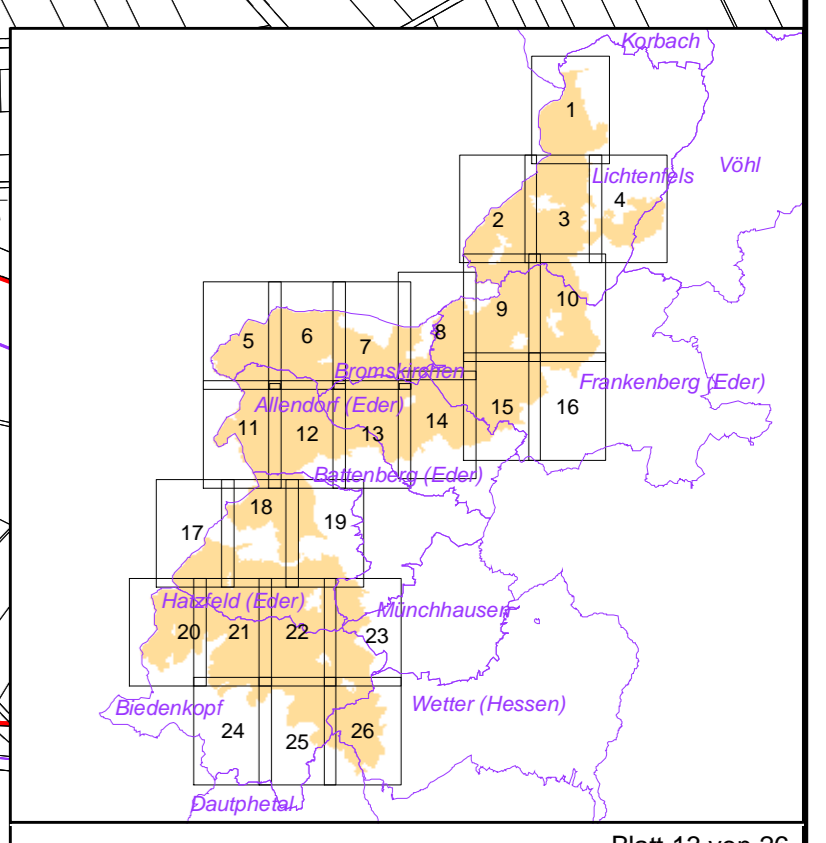 Korbach
1
Vöhl
Lichtenfels
4
2
3
10
9
8
6
5
7
Bromskirchen
Frankenberg (Eder)
Allendorf (Eder)
16
15
14
11
12
13
Battenberg (Eder)
18
19
17
Hatzfeld (Eder)
Münchhausen
20
21
22
23
Wetter (Hessen)
Biedenkopf
24
26
25
Dautphetal